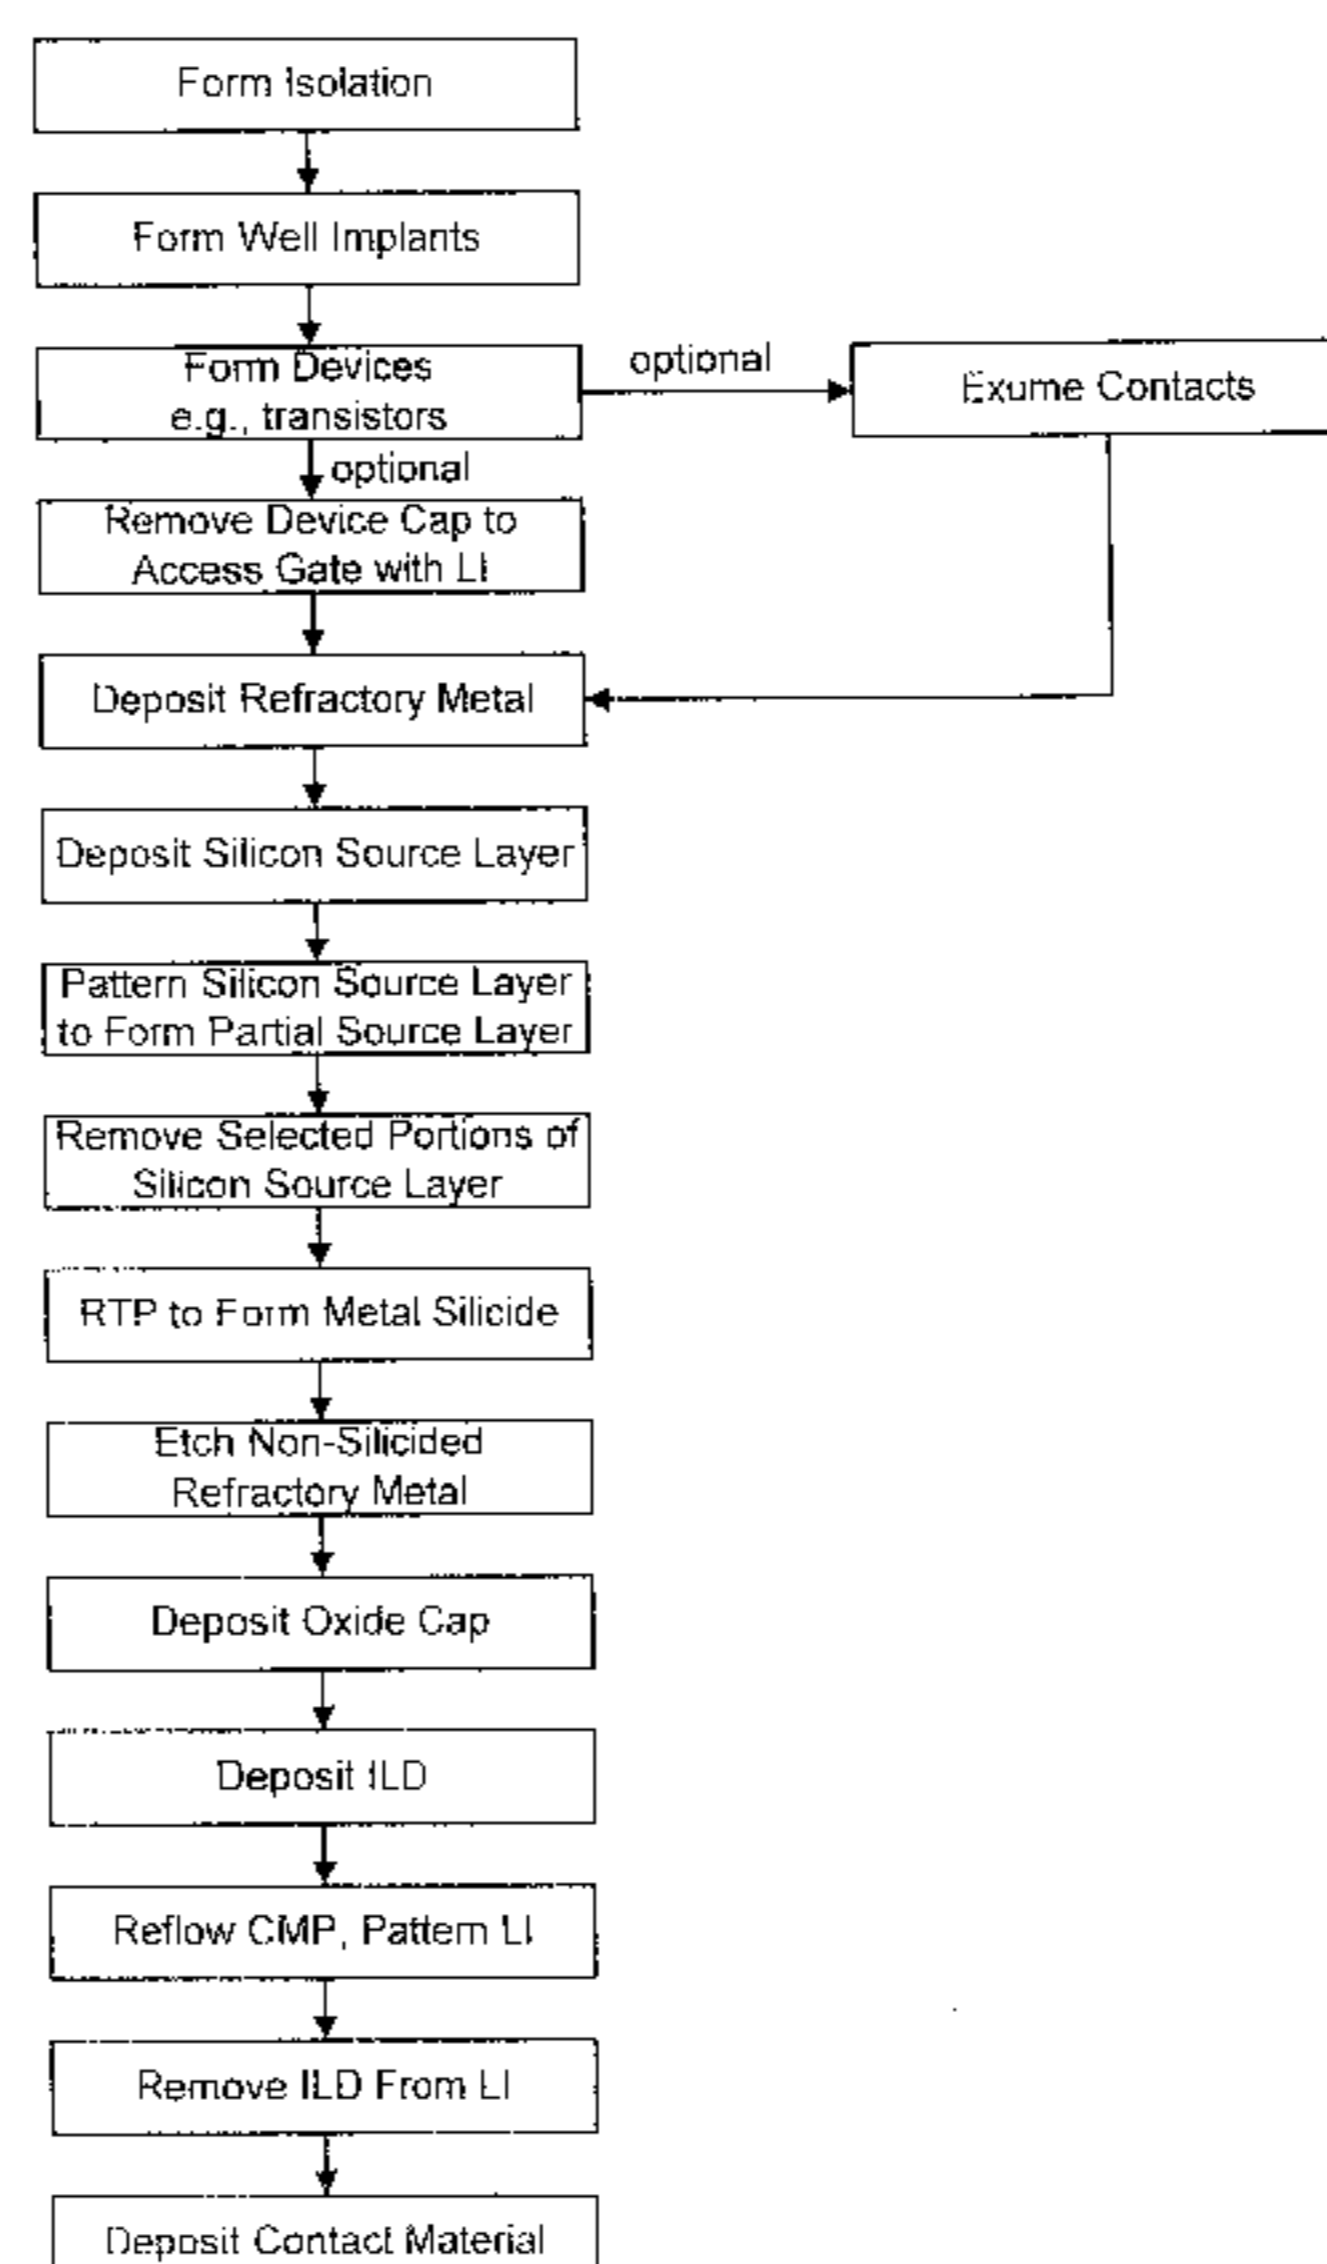 Form Isolation
Form Well Implants
Form Devices
e.g., transistors
optional
Exume Contacts
optional
Remove Device Cap to
Access Gate with LI
Deposit Refractory Metal
Deposit Silicon Source Layer
Pattern Silicon Source Layer
to Form Partial Source Layer
Remove Selected Portions of
Silicon Source Layer
RTP to Form Metal Silicide
Etch Non-Silicided
Refractory Metal
Deposit Oxide Cap
Deposit ILD
Reflow CMP, Pattern LI
Remove ILD From LI
Deposit Contact Material